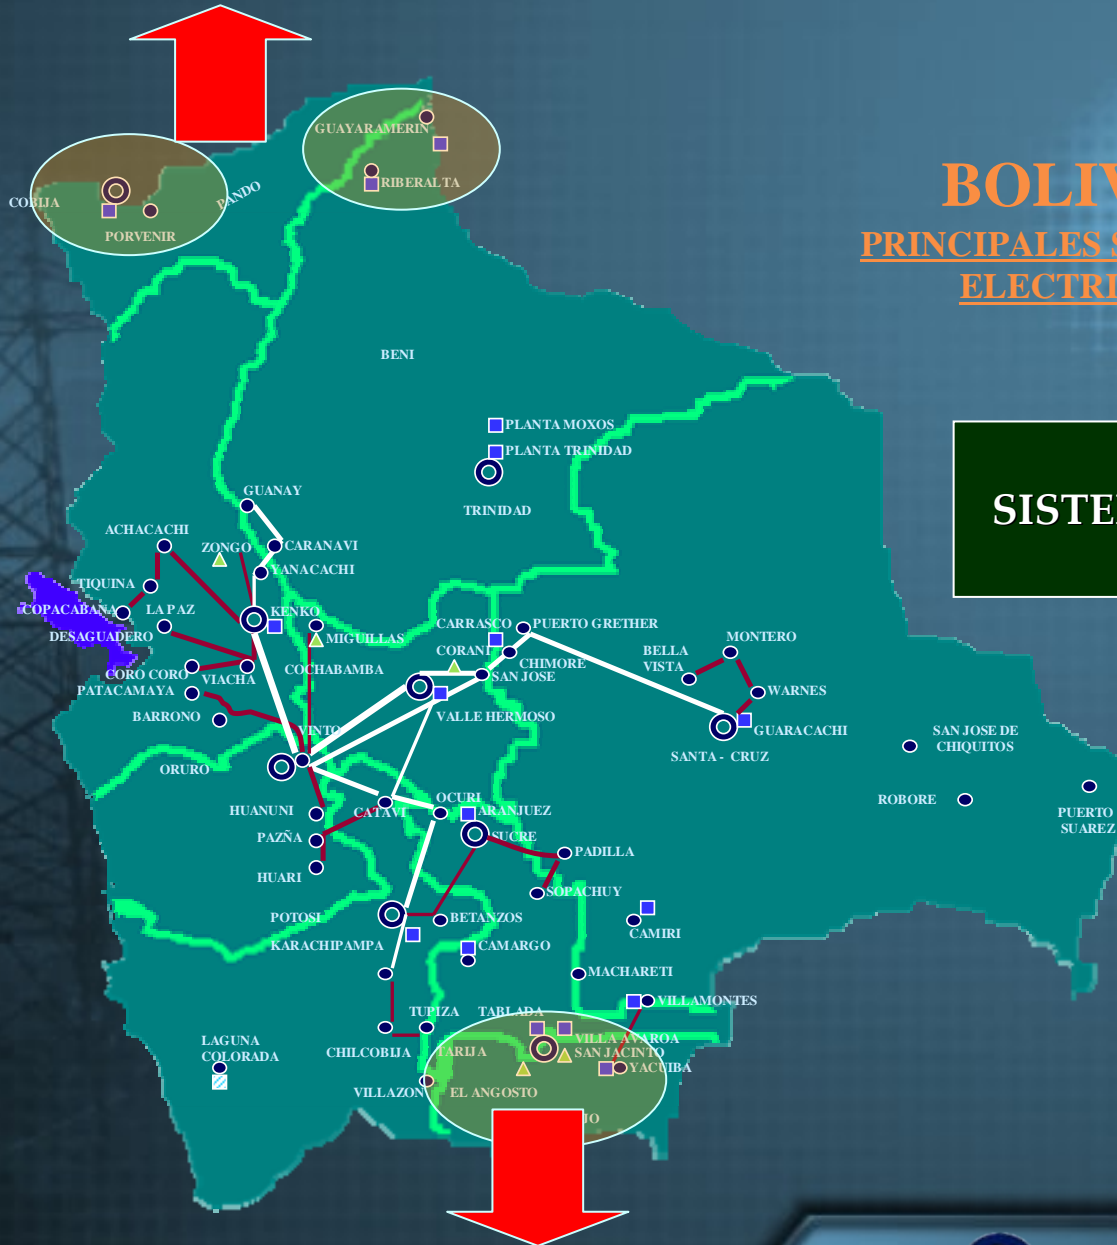 GUAYARAMERIN
RIBERALTA
COBIJA
PANDO
PORVENIR
BOLIV
PRINCIPALES S
ELECTRI
BENI
PLANTA MOXOS
PLANTA TRINIDAD
TRINIDAD
SISTE
GUANAY
ACHACACHI
ZONGO
CARANAVI
YANACACHI
TIQUINA
COPACABANA
LA PAZ
KENKO
DESAGUADERO
MIGUILLAS
CARRASCO
PUERTO GRETHER
CORANI
CHIMORE
BELLA
VISTA
MONTERO
COCHABAMBA
SAN JOSE
CORO CORO
VIACHA
PATACAMAYA
WARNES
BARRONO
VALLE HERMOSO
VINTO
GUARACACHI
SANTA - CRUZ
SAN JOSE DE
CHIQUITOS
ORURO
ROBORE
PUERTO
SUAREZ
HUANUNI
CATAVI
OCURI
ARANJUEZ
PAZÑA
SUCRE
PADILLA
HUARI
SOPACHUY
POTOSI
BETANZOS
KARACHIPAMPA
CAMARGO
CAMIRI
MACHARETI
VILLAMONTES
TUPIZA
TABLADA
LAGUNA
COLORADA
CHILCOBIJA
TARIJA
VILLA AVAROA
SAN JACINTO
YACUIBA
VILLAZON
EL ANGOSTO
JO